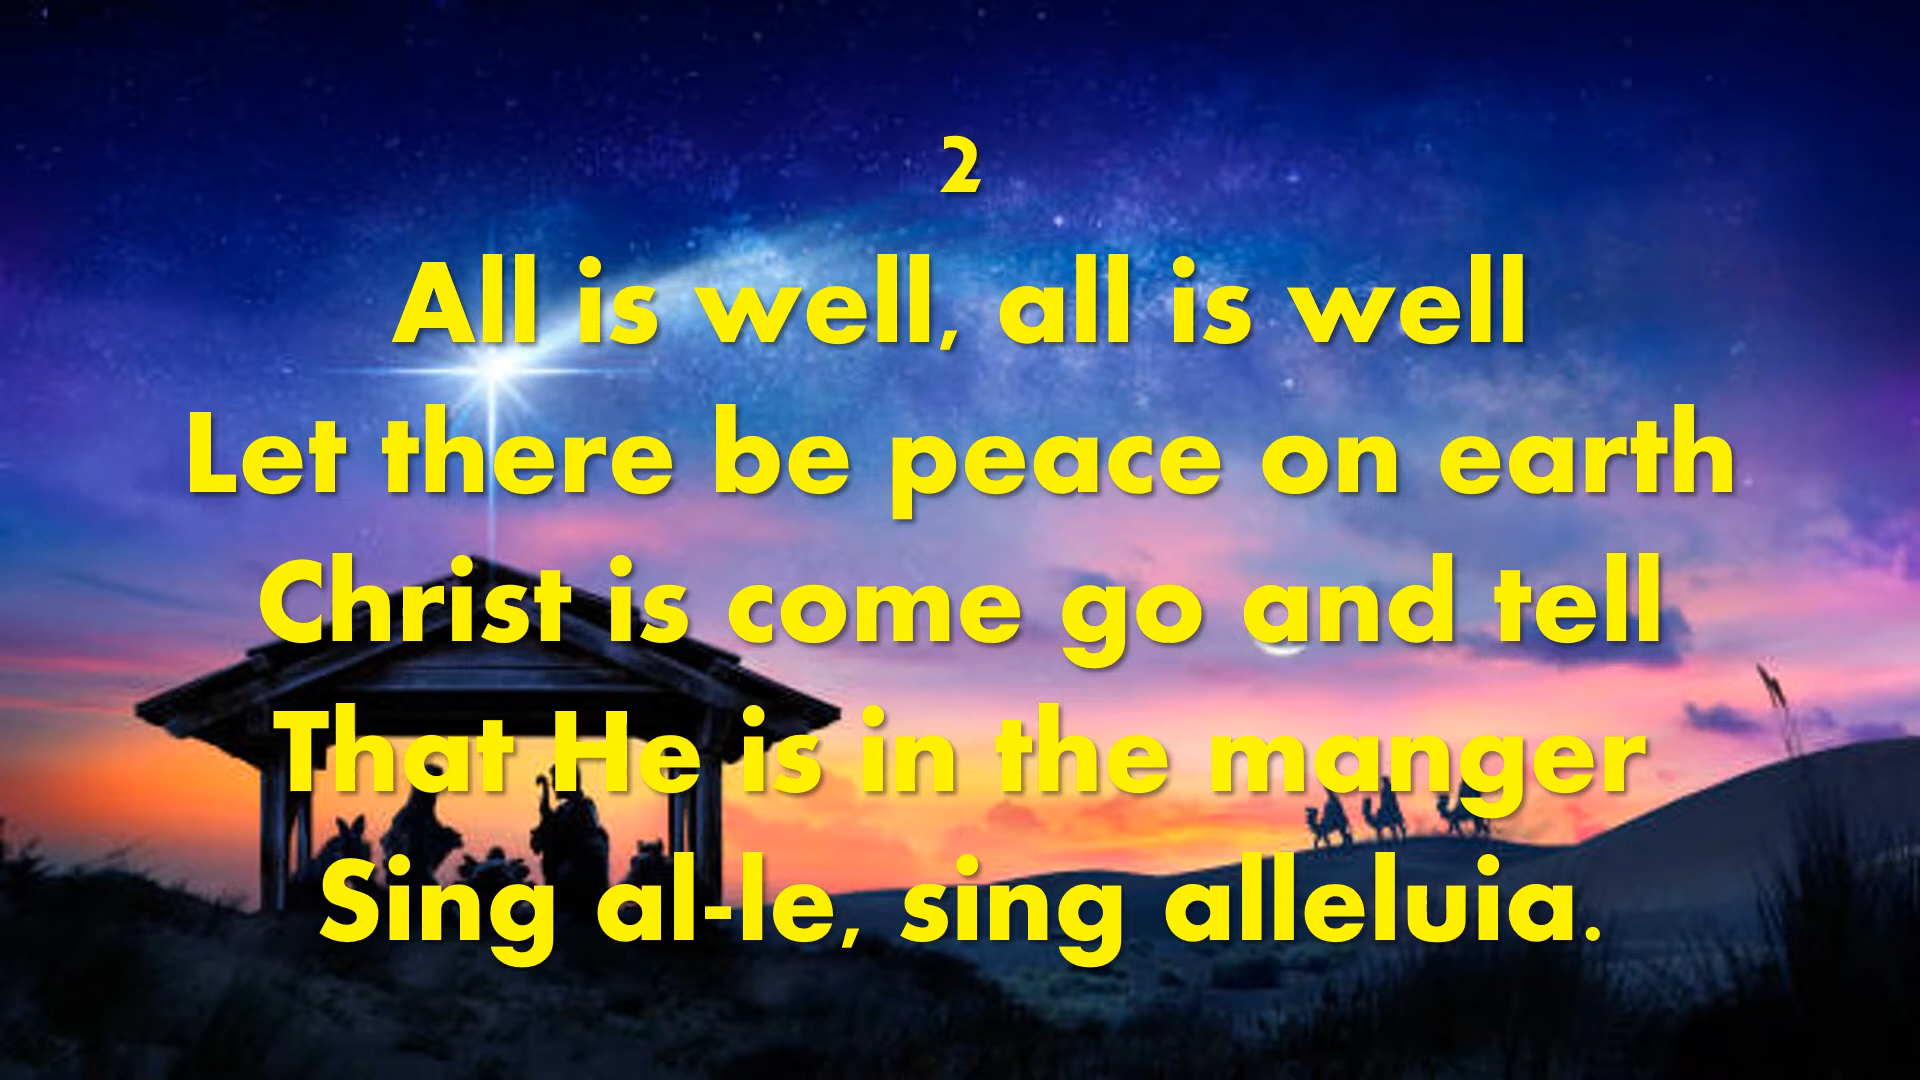 2
All is well, all is well
Let there be peace on earth
Christ is come go and tell
That He is in the manger
Sing al-le, sing alleluia.